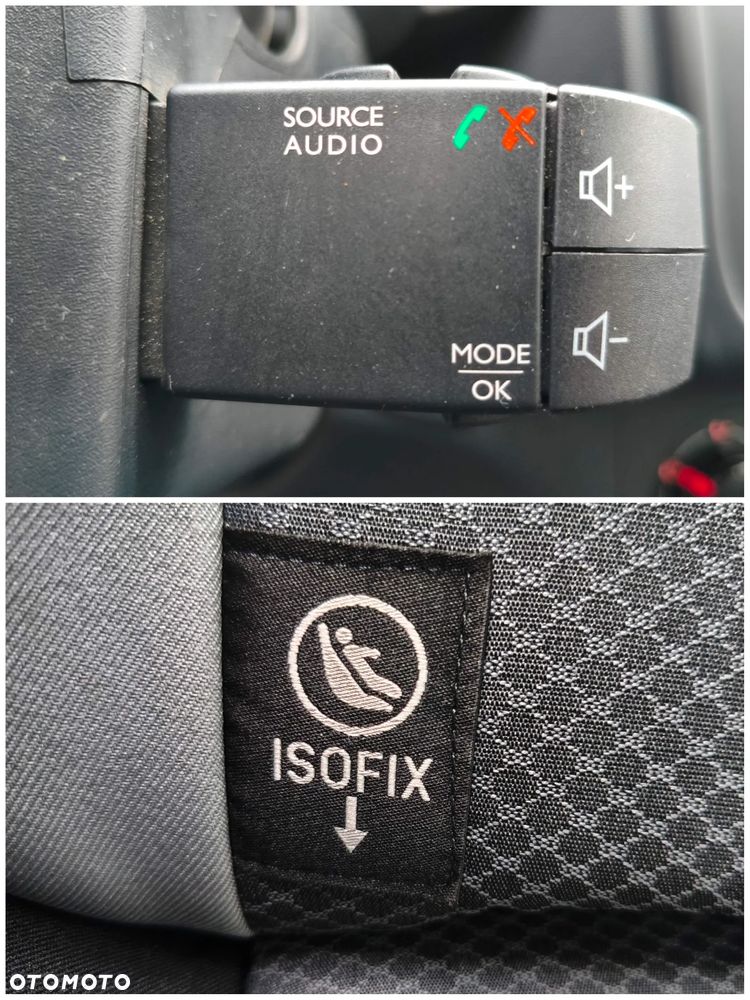 SOURCE
AUDIO
+
-
MODE
OK
ISOFIX
OTOMOTO